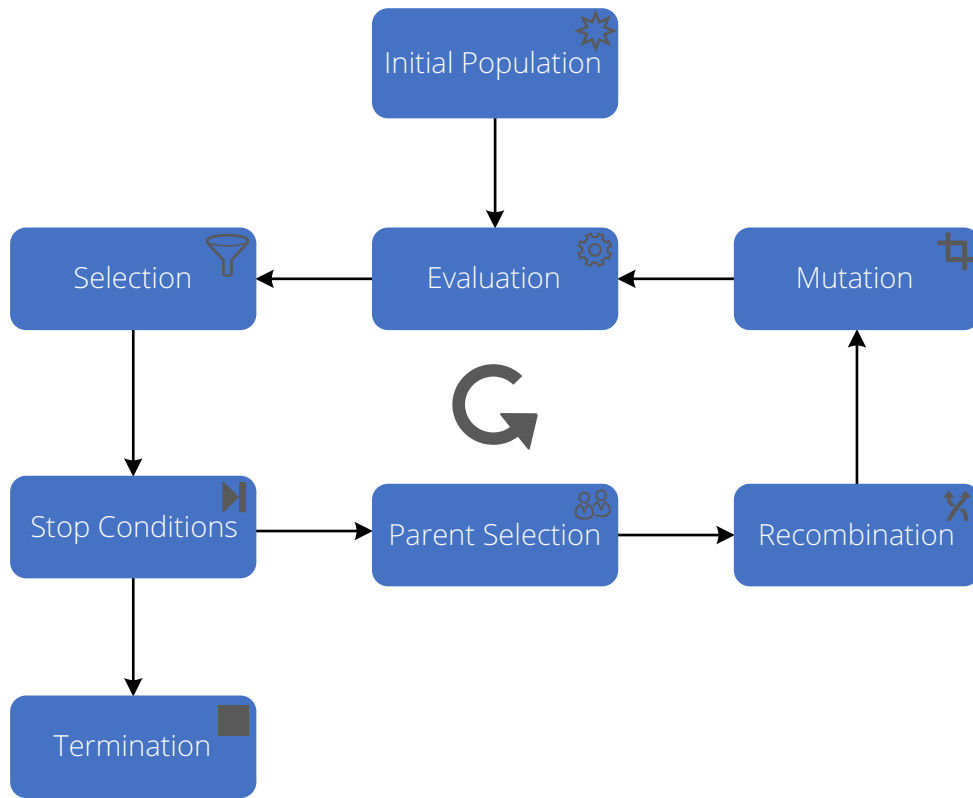 Initial Population
Selection
Evaluation
Mutation
Stop Conditions
Parent Selection
Recombination
Termination